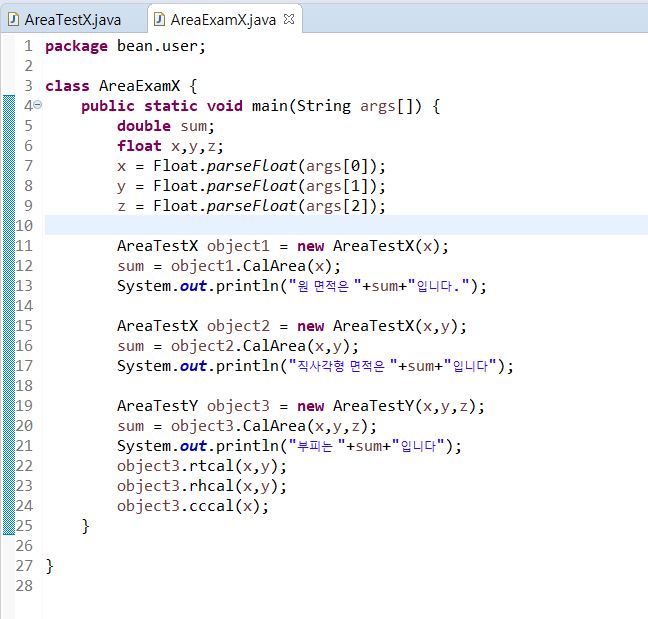 AreaTestX.java AreaExamX.java
1 package bean.user;
2
3 class AreaExamX {
4 public static void main(String args[]) {
5 double sum;
6 float x,y,z;
7 x = Float.parseFloat(args[0]);
8 y = Float.parseFloat(args[1]);
9 z = Float.parseFloat(args[2]);
10
11 AreaTestX object1 = new AreaTestX(x);
12 sum = object1.CalArea(x);
13 System.out.println("원 면적은 "+sum+"입니다.");
14
15 AreaTestX object2 = new AreaTestX(x,y);
16 sum = object2.CalArea(x,y);
17 System.out.println("직사각형 면적은 "+sum+"입니다");
18
19 AreaTestY object3 = new AreaTestY(x,y,z);
20 sum = object3.CalArea(x,y,z);
21 System.out.println("부피는 "+sum+"입니다");
22 object3.rtcal(x,y);
23 object3.rhcal(x,y);
24 object3.cccal(x);
25 }
26
27 }
28